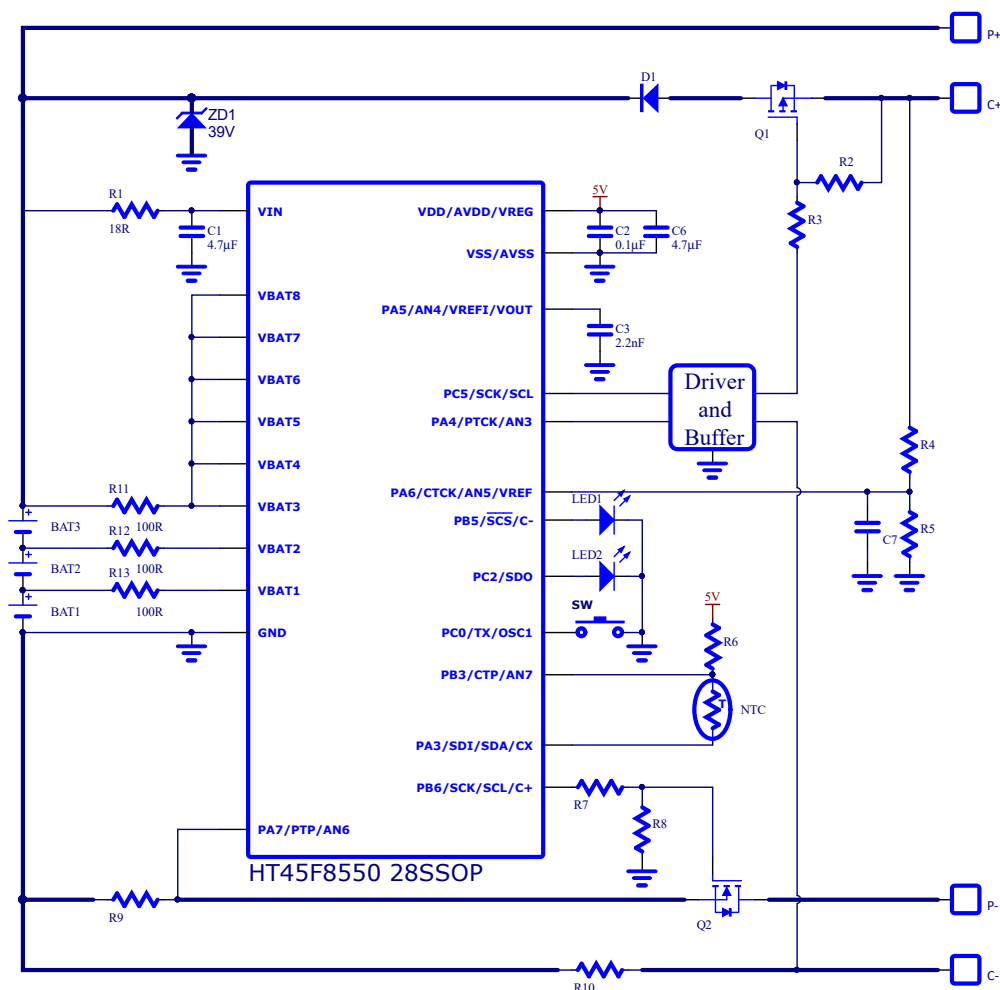 P+
D1
C+
ZD1
39V
Q1
R2
R1
18R
C1
4.7µF
VIN
VDD/AVDD/VREG
5V
C2
0.1µF
C6
4.7µF
R3
VSS/AVSS
VBAT8
PA5/AN4/VREFI/VOUT
C3
2.2nF
VBAT7
VBAT6
PC5/SCK/SCL
Driver
and
Buffer
VBAT5
PA4/PTCK/AN3
R4
VBAT4
R11
100R
VBAT3
PA6/CTCK/AN5/VREF
LED1
+
BAT3
R12
100R
VBAT2
PB5/SCS/C-
C7
R5
+
BAT2
R13
100R
VBAT1
LED2
PC2/SDO
+
BAT1
GND
SW
PC0/TX/OSC1
5V
R6
PB3/CTP/AN7
T
NTC
PA3/SDI/SDA/CX
PB6/SCK/SCL/C+
R7
R8
PA7/PTP/AN6
HT45F8550 28SSOP
R9
Q2
P-
R10
C-